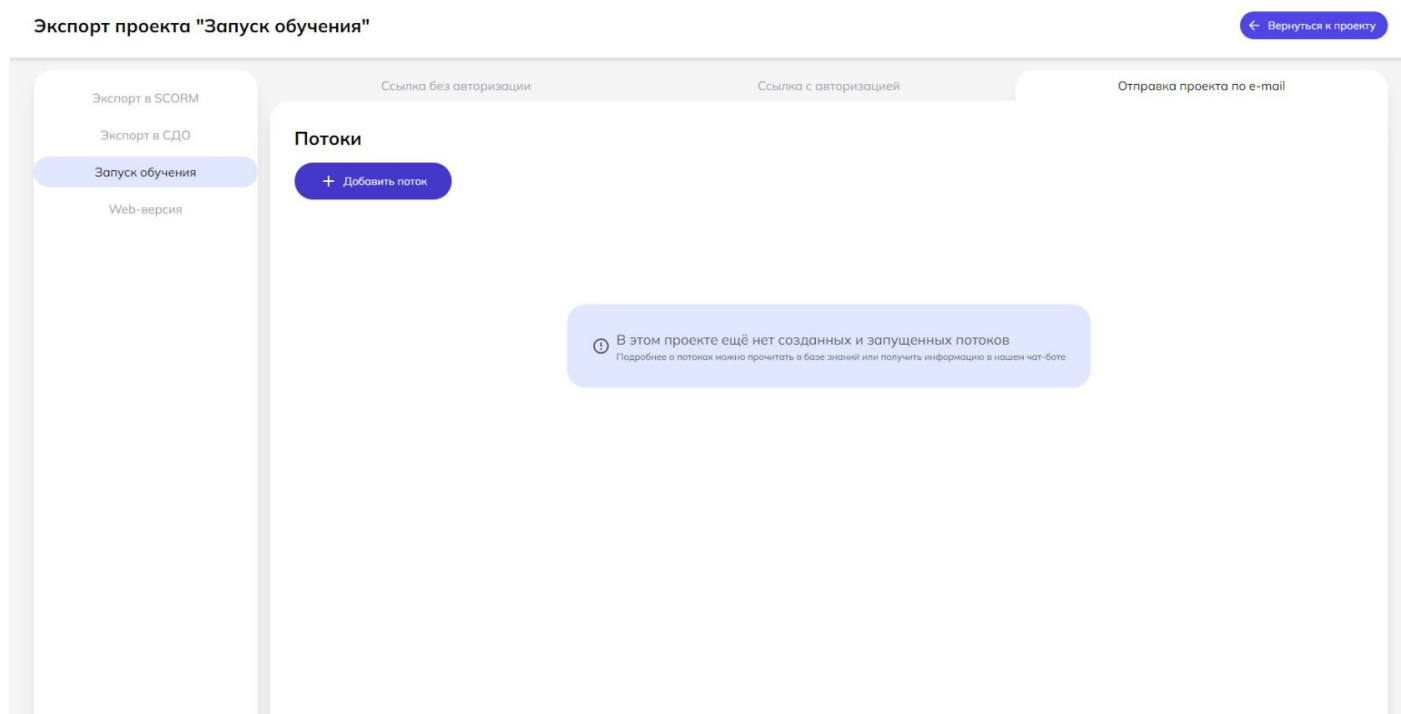 Экспорт проекта "Запуск обучения"
← Вернуться к проекту
Экспорт в SCORM
Экспорт в СДО
Запуск обучения
Web-версия
Ссылка без авторизации
Ссылка с авторизацией
Отправка проекта по e-mail
Потоки
+ Добавить поток
В этом проекте ещё нет созданных и запущенных потоков
Подробнее о потоках можно прочитать в базе знаний или получить информацию в нашем чат-боте